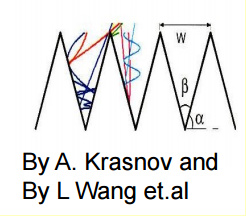 W
β
α
By A. Krasnov and
By L Wang et.al